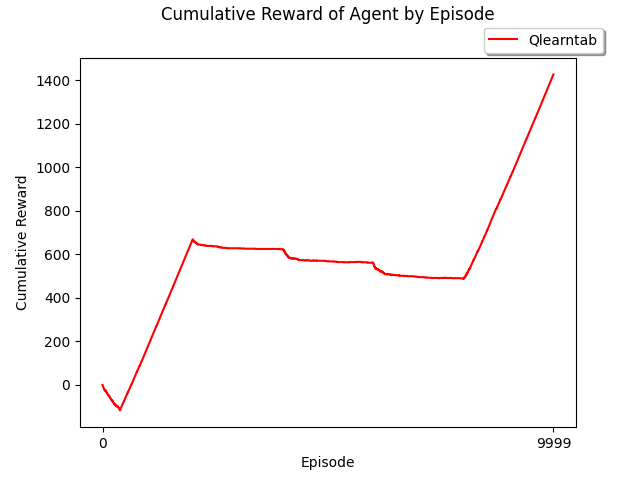 Cumulative Reward of Agent by Episode
Qlearntab
1400
1200
1000
800
600
400
200
0
Cumulative Reward
0
9999
Episode